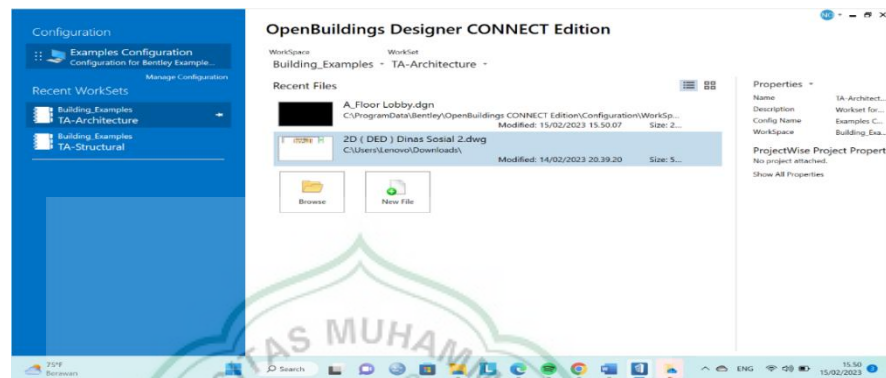 NC
Configuration
Examples Configuration
Configuration for Bentley Example...
Manage Configuration
Recent WorkSets
Building_Examples
TA-Architecture
Building_Examples
TA-Structural
OpenBuildings Designer CONNECT Edition
WorkSpace WorkSet
Building_Examples TA-Architecture
Recent Files
A_Floor Lobby.dgn
C:\ProgramData\Bentley\OpenBuildings CONNECT Edition\Configuration\WorkSp...
Modified: 15/02/2023 15.50.07 Size: 2...
2D ( DED ) Dinas Sosial 2.dwg
C:\Users\Lenovo\Downloads\
Modified: 14/02/2023 20.39.20 Size: 5...
Browse
New File
Properties
Name TA-Architect...
Description Workset for...
Config Name Examples C...
WorkSpace Building_Exa...
ProjectWise Project Propert
No project attached.
Show All Properties
TAS MUHA
75°F
Berawan
Search
ENG
15.50
15/02/2023